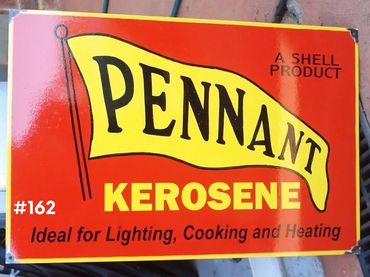 A SHELL
PRODUCT
PENNANT
KEROSENE
#162
Ideal for Lighting, Cooking and Heating